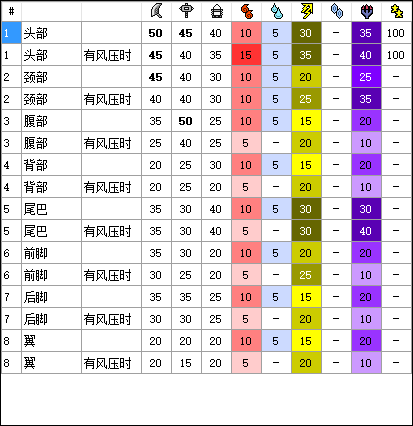 #
1 头部 50 45 40 10 5 30 – 35 100
1 头部 有风压时 45 40 35 15 5 35 – 40 100
2 颈部 45 40 30 10 5 20 – 25 –
2 颈部 有风压时 40 40 30 10 5 25 – 35 –
3 腹部 35 50 25 10 5 15 – 20 –
3 腹部 有风压时 25 40 25 5 – 20 – 10 –
4 背部 20 25 30 10 5 15 – 20 –
4 背部 有风压时 20 25 20 5 – 20 – 10 –
5 尾巴 35 30 40 10 5 30 – 30 –
5 尾巴 有风压时 35 30 40 10 5 30 – 40 –
6 前脚 35 30 35 10 5 20 – 20 –
6 前脚 有风压时 30 25 20 5 – 25 – 10 –
7 后脚 35 35 25 10 5 15 – 20 –
7 后脚 有风压时 30 30 25 5 – 20 – 10 –
8 翼 20 20 20 10 5 15 – 20 –
8 翼 有风压时 20 15 20 5 – 20 – 10 –